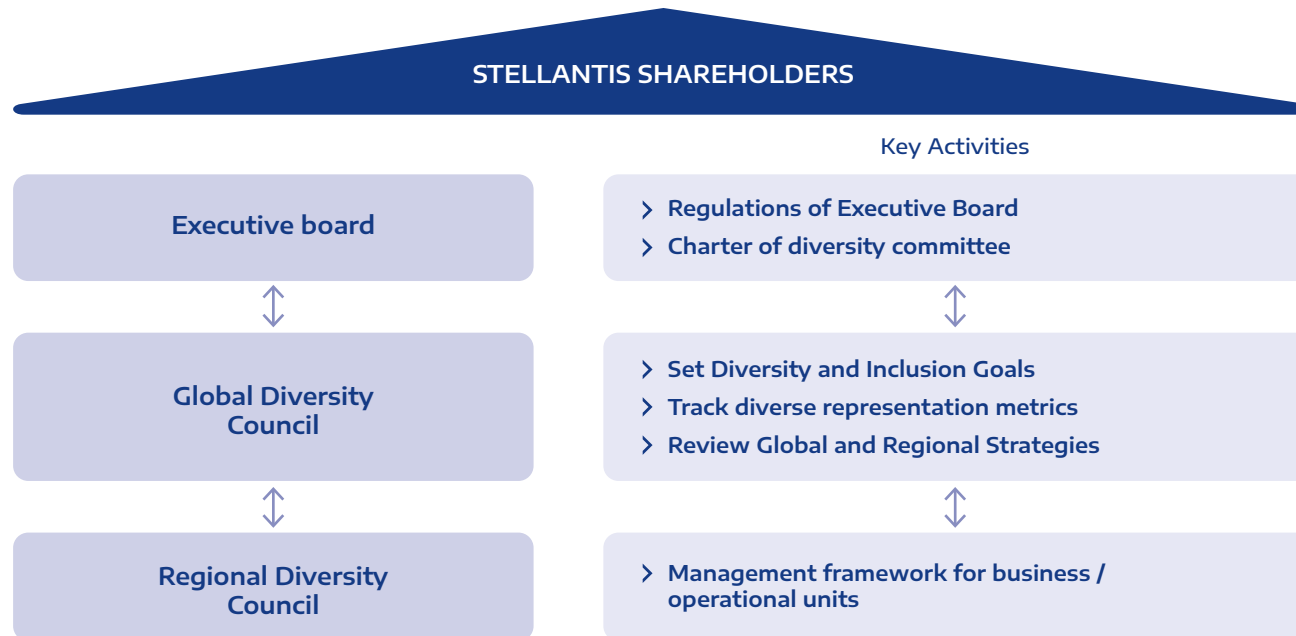 STELLANTIS SHAREHOLDERS
Key Activities
Executive board
Regulations of Executive Board
Charter of diversity committee
Global Diversity
Council
Set Diversity and Inclusion Goals
Track diverse representation metrics
Review Global and Regional Strategies
Regional Diversity
Council
Management framework for business /
operational units